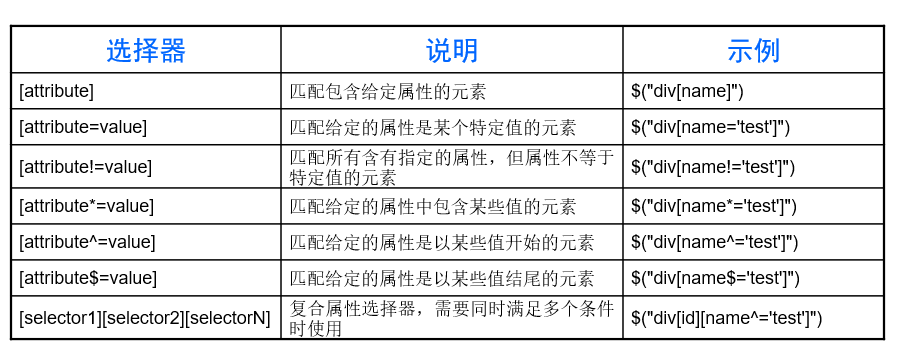 选择器 说明 示例
[attribute] 匹配包含给定属性的元素 $("div[name]")
[attribute=value] 匹配给定的属性是某个特定值的元素 $("div[name='test']")
[attribute!=value] 匹配所有含有指定的属性，但属性不等于
特定值的元素 $("div[name!='test']")
[attribute*=value] 匹配给定的属性中包含某些值的元素 $("div[name*='test']")
[attribute^=value] 匹配给定的属性是以某些值开始的元素 $("div[name^='test']")
[attribute$=value] 匹配给定的属性是以某些值结尾的元素 $("div[name$='test']")
[selector1][selector2][selectorN] 复合属性选择器，需要同时满足多个条件
时使用 $("div[id][name^='test']")